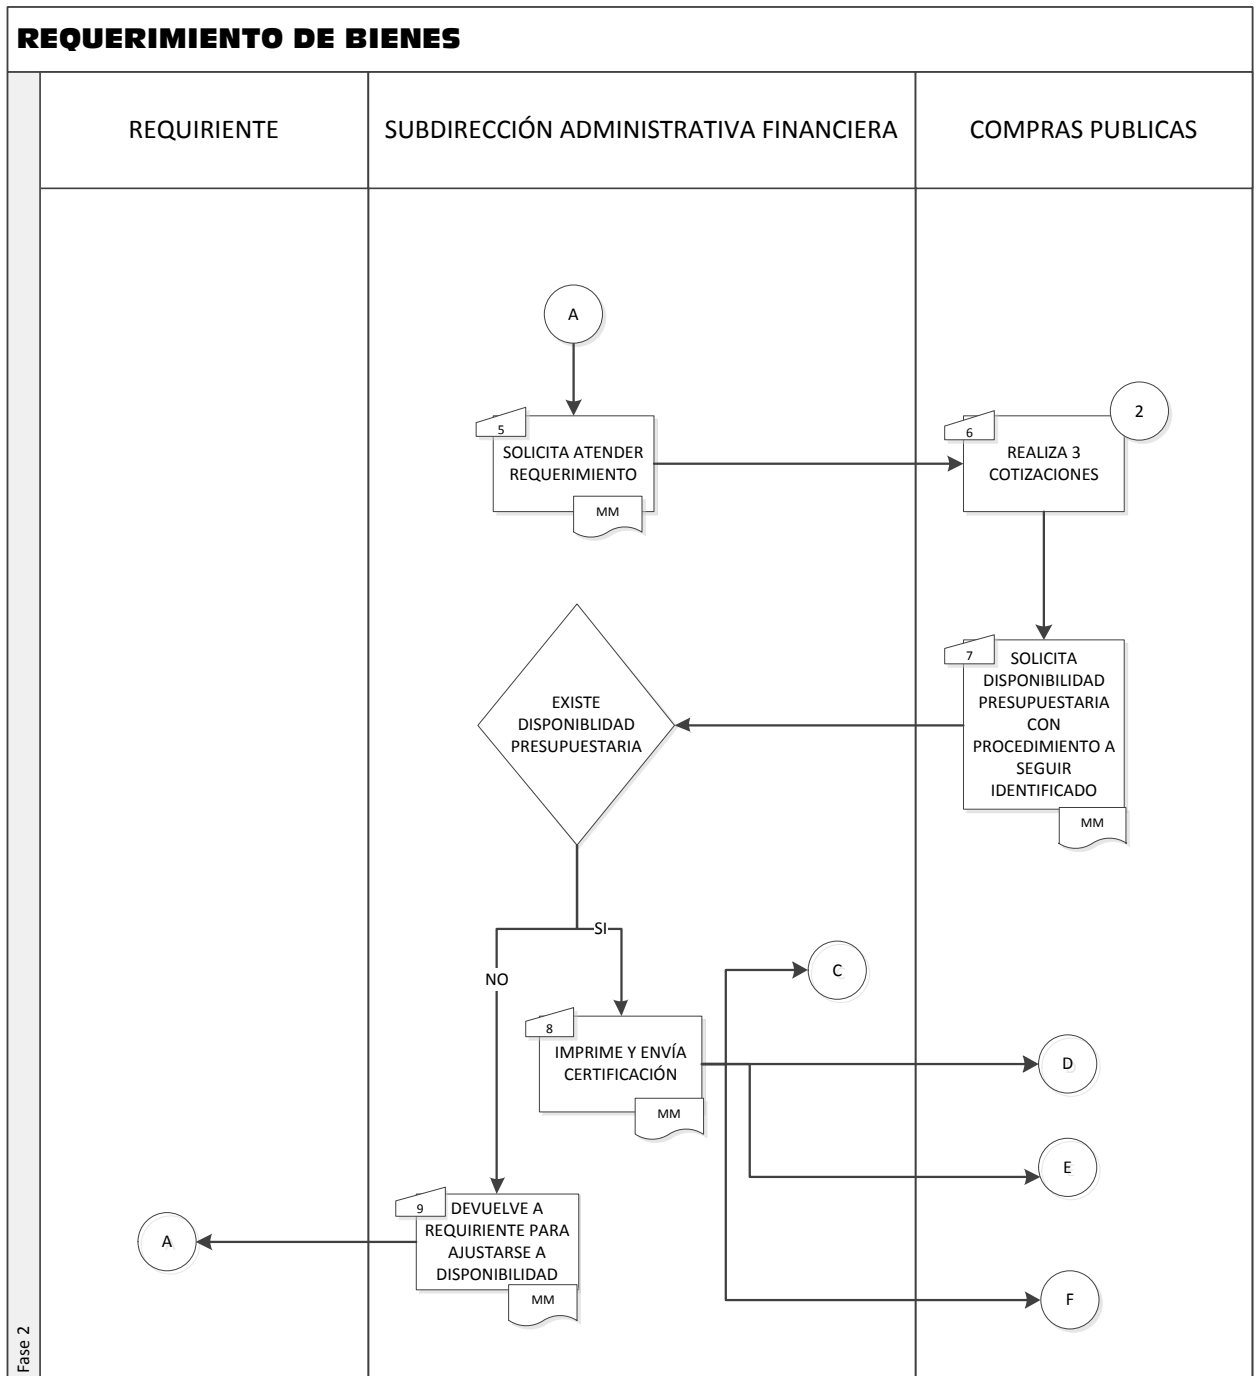 REQUERIMIENTO DE BIENES
REQUIRIENTE
SUBDIRECCIÓN ADMINISTRATIVA FINANCIERA
COMPRAS PUBLICAS
A
5
SOLICITA ATENDER
REQUERIMIENTO
MM
2
6
REALIZA 3
COTIZACIONES
7
SOLICITA
DISPONIBILIDAD
PRESUPUESTARIA
CON
PROCEDIMIENTO A
SEGUIR
IDENTIFICADO
MM
EXISTE
DISPONIBLIDAD
PRESUPUESTARIA
SI
NO
C
8
IMPRIME Y ENVÍA
CERTIFICACIÓN
MM
D
E
9
DEVUELVE A
REQUIRIENTE PARA
AJUSTARSE A
DISPONIBILIDAD
MM
A
F
Fase 2